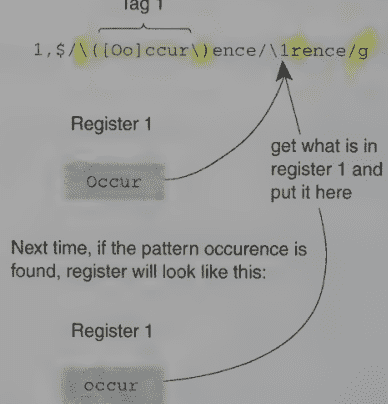 Tag 1
1,$/\([Oo]ccur\)ence/\1rence/g
Register 1
get what is in
register 1 and
put it here
Occur
Next time, if the pattern occurence is
found, register will look like this:
Register 1
occur